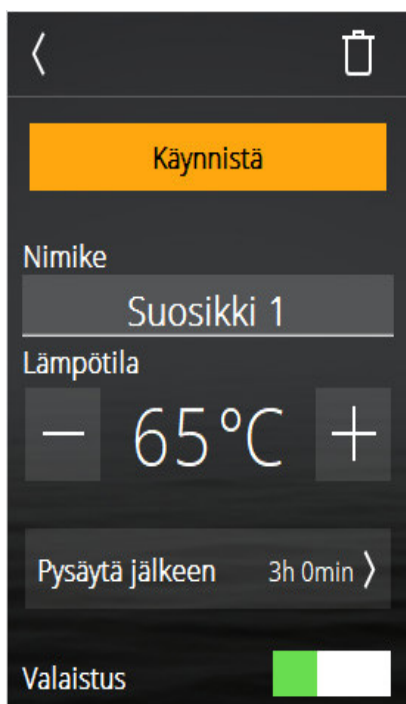 Käynnistä
Nimike
Suosikki 1
Lämpötila
65°C
Pysäytä jälkeen 3h 0min
Valaistus